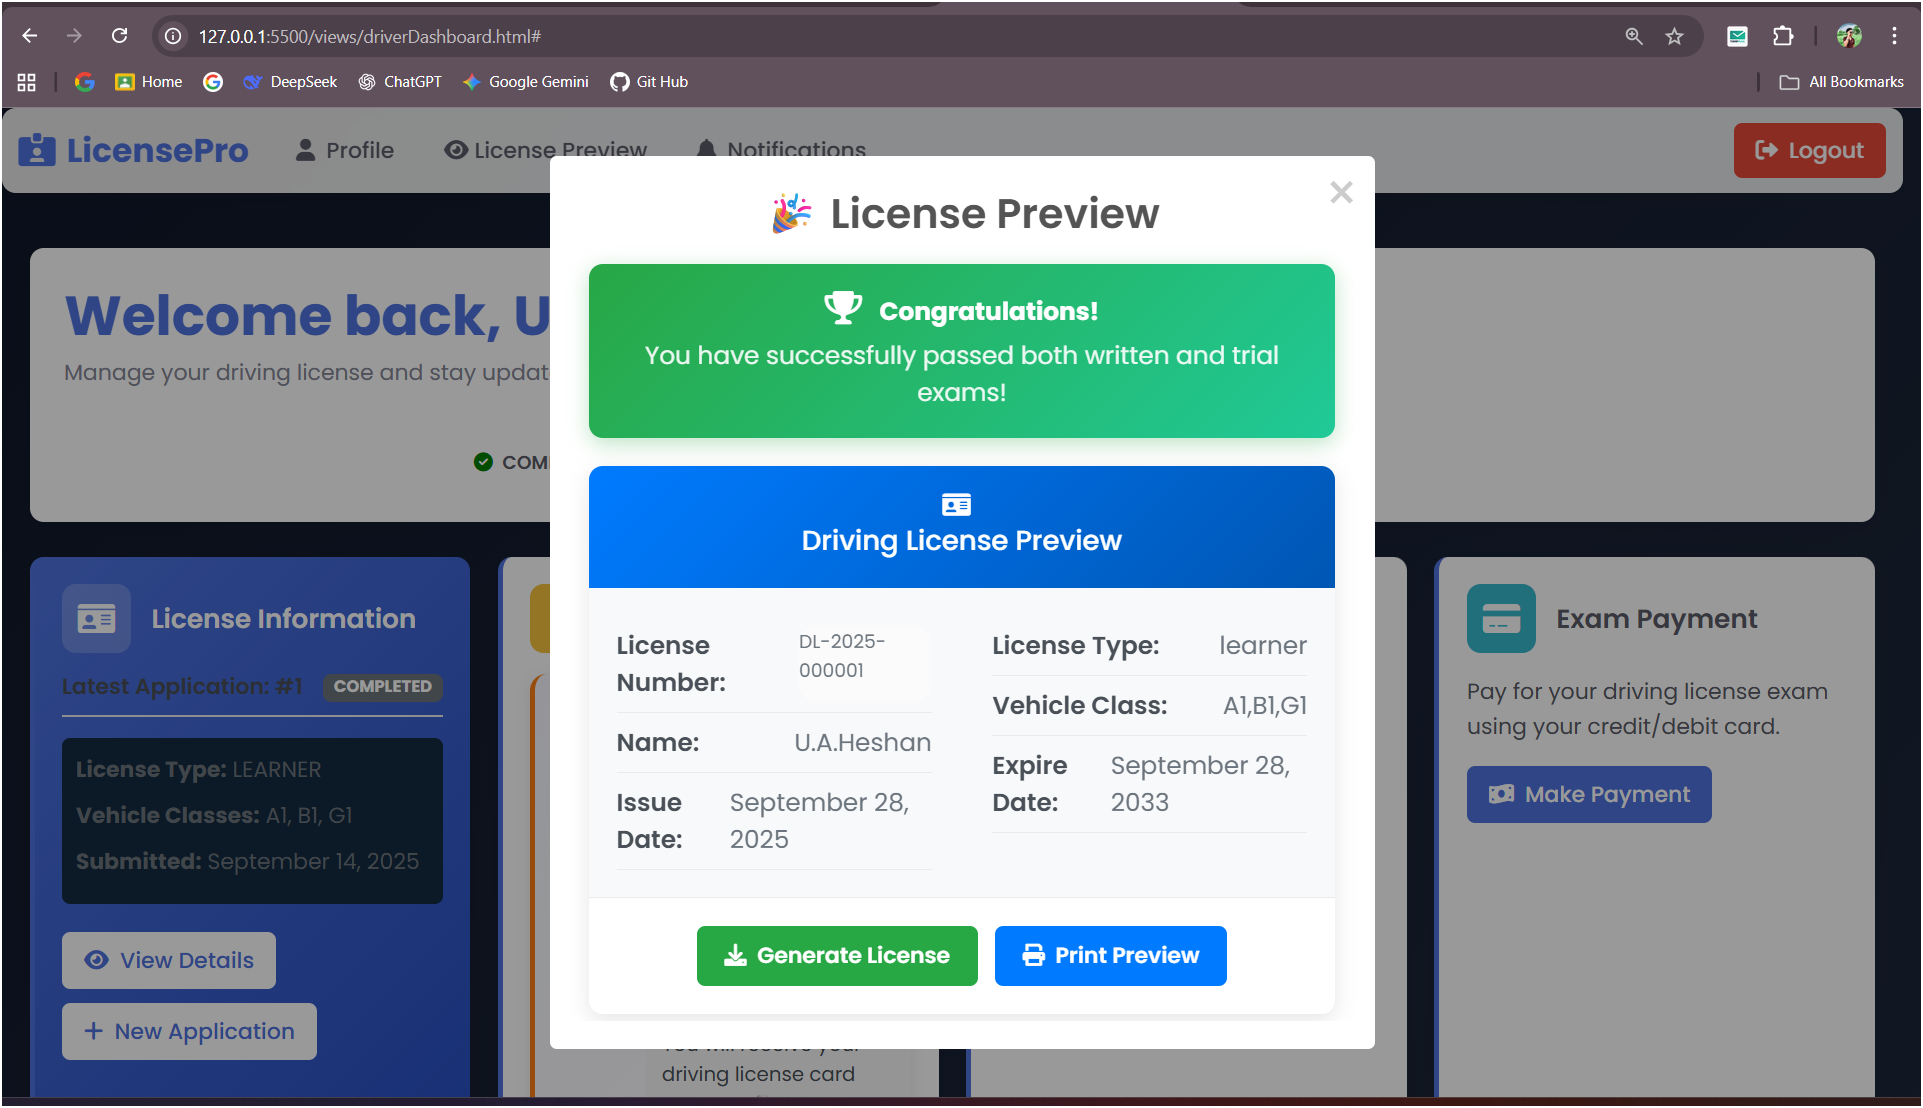 127.0.0.1:5500/views/driverDashboard.html#
Home
DeepSeek
ChatGPT
Google Gemini
Git Hub
All Bookmarks
LicensePro
Profile
License Preview
Notifications
Logout
Welcome back, U
Manage your driving license and stay updat
COM
License Preview
Congratulations!
You have successfully passed both written and trial
exams!
Driving License Preview
License
Number:
DL-2025-
000001
Name:
U.A.Heshan
Issue
Date:
September 28,
2025
License Type:
learner
Vehicle Class:
A1,B1,G1
Expire
Date:
September 28,
2033
Generate License
Print Preview
License Information
Latest Application: #1
COMPLETED
License Type: LEARNER
Vehicle Classes: A1, B1, G1
Submitted: September 14, 2025
View Details
New Application
You will receive your
driving license card
Exam Payment
Pay for your driving license exam
using your credit/debit card.
Make Payment